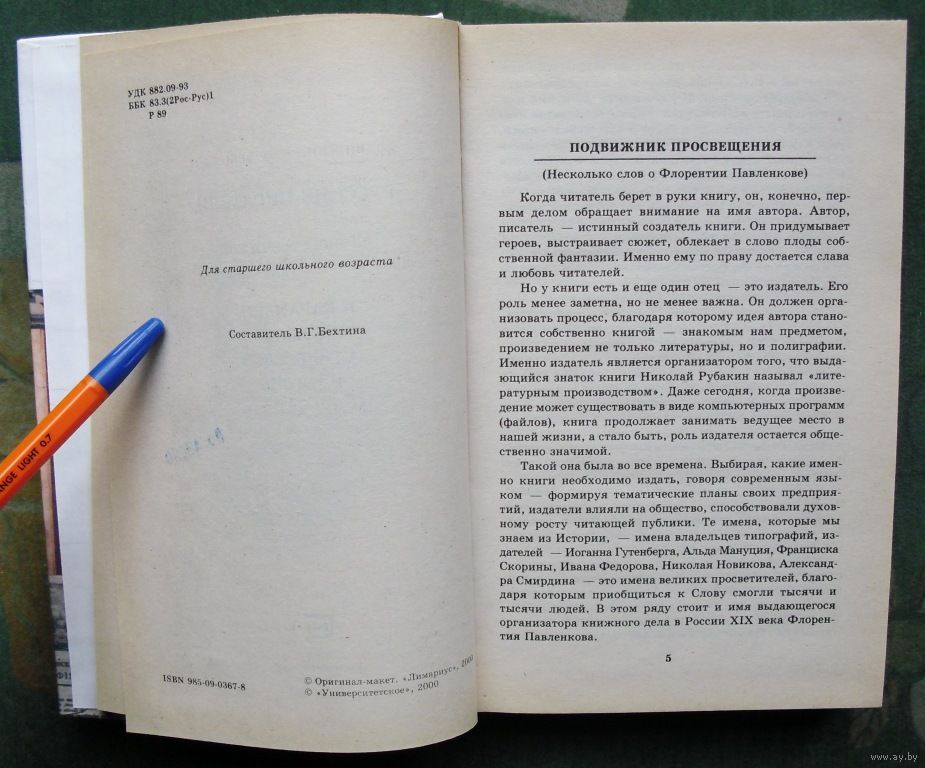 УДК 882.09-93
ББК 83.3(2Рос-Рус)1
Р 89
Для старшего школьного возраста
Составитель В.Г.Бехтина
ISBN 985-09-0367-8
© Оригинал-макет. «Лимариус», 2000
© «Университетское», 2000
NGE LIGHT 0.7
ПОДВИЖНИК ПРОСВЕЩЕНИЯ
(Несколько слов о Флорентии Павленкове)
Когда читатель берет в руки книгу, он, конечно, пер-
вым делом обращает внимание на имя автора. Автор,
писатель — истинный создатель книги. Он придумывает
героев, выстраивает сюжет, облекает в слово плоды соб-
ственной фантазии. Именно ему по праву достается слава
и любовь читателей.
Но у книги есть и еще один отец — это издатель. Его
роль менее заметна, но не менее важна. Он должен орга-
низовать процесс, благодаря которому идея автора стано-
вится собственно книгой — знакомым нам предметом,
произведением не только литературы, но и полиграфии.
Именно издатель является организатором того, что выда-
ющийся знаток книги Николай Рубакин называл «лите-
ратурным производством». Даже сегодня, когда произве-
дение может существовать в виде компьютерных программ
(файлов), книга продолжает занимать ведущее место в
нашей жизни, а стало быть, роль издателя остается обще-
ственно значимой.
Такой она была во все времена. Выбирая, какие имен-
но книги необходимо издать, говоря современным язы-
ком — формируя тематические планы своих предприя-
тий, издатели влияли на общество, способствовали духов-
ному росту читающей публики. Те имена, которые мы
знаем из Истории, — имена владельцев типографий, из-
дателей — Иоганна Гутенберга, Альда Мануция, Франциска
Скорины, Ивана Федорова, Николая Новикова, Александ-
ра Смирдина — это имена великих просветителей, благо-
даря которым приобщиться к Слову смогли тысячи и
тысячи людей. В этом ряду стоит и имя выдающегося
организатора книжного дела в России XIX века Флорен-
тия Павленкова.
5
www.ay.by